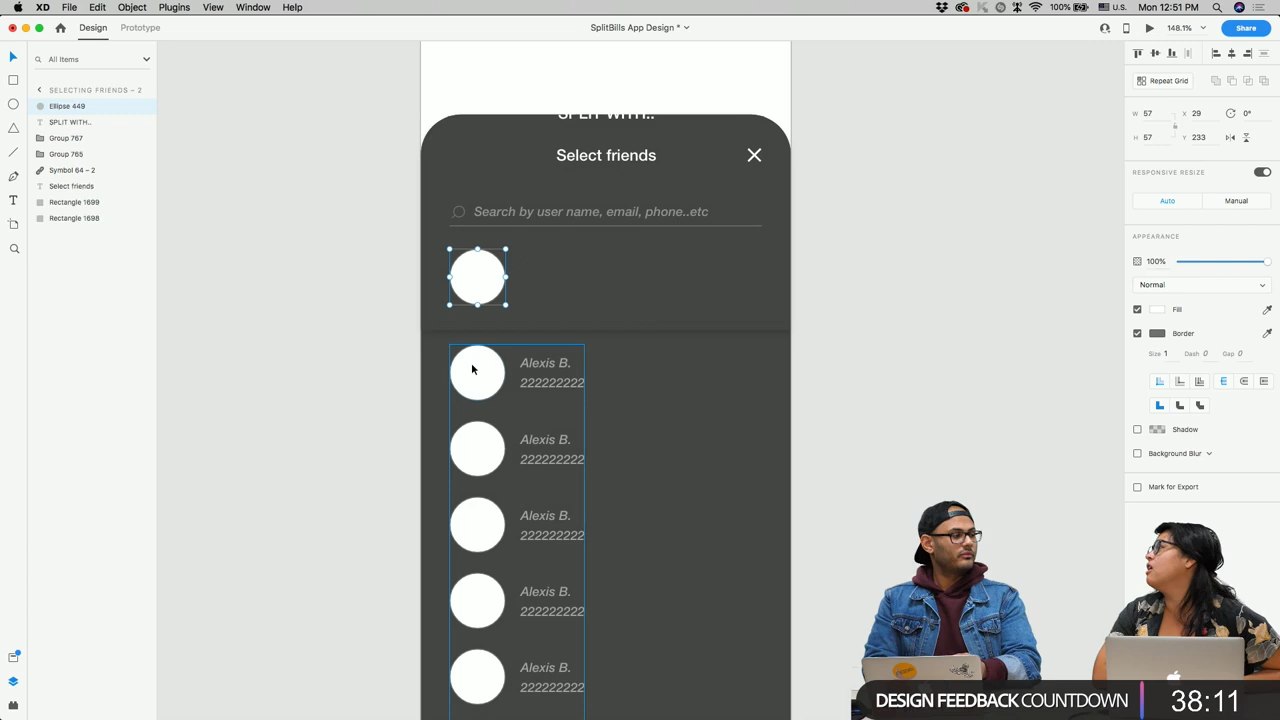 XD File Edit Object Plugins View Window Help
100% U.S. Mon 12:51 PM
Design Prototype
SplitBills App Design *
148.1%
Share
All Items
SELECTING FRIENDS – 2
Ellipse 449
SPLIT WITH..
Group 767
Group 765
Symbol 64 – 2
Select friends
Rectangle 1699
Rectangle 1698
SPLIT WITH..
Select friends
Search by user name, email, phone..etc
Alexis B.
222222222
Alexis B.
222222222
Alexis B.
222222222
Alexis B.
222222222
Alexis B.
222222222
Repeat Grid
W 57 X 29 0°
H 57 Y 233
RESPONSIVE RESIZE
Auto Manual
APPEARANCE
100%
Normal
Fill
Border
Size 1 Dash 0 Gap 0
Shadow
Background Blur
Mark for Export
DESIGN FEEDBACK COUNTDOWN 38:11